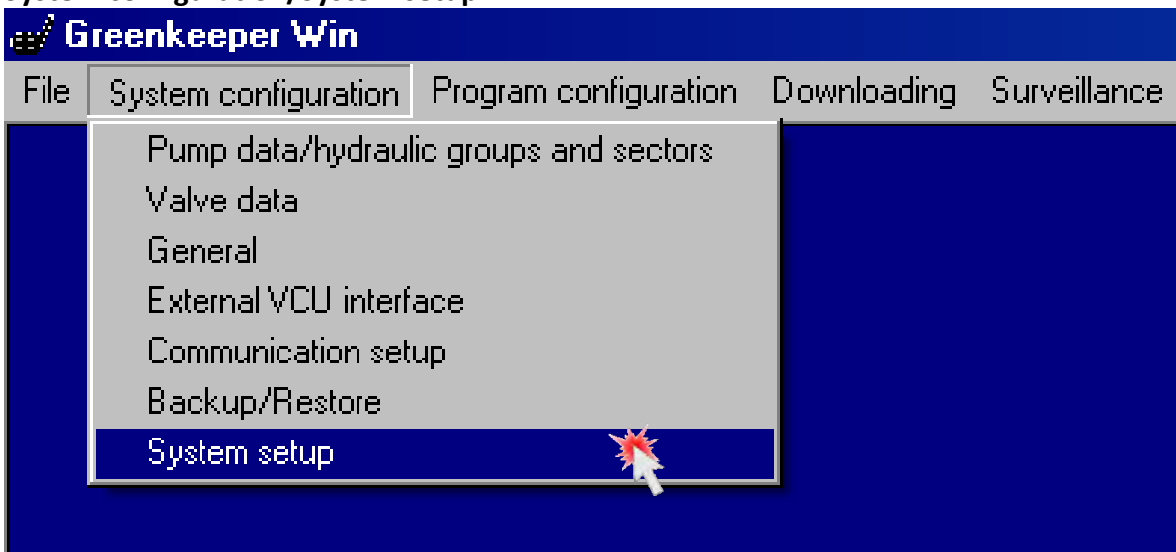 Greenkeeper Win
File System configuration Program configuration Downloading Surveillance
Pump data/hydraulic groups and sectors
Valve data
General
External VCU interface
Communication setup
Backup/Restore
System setup